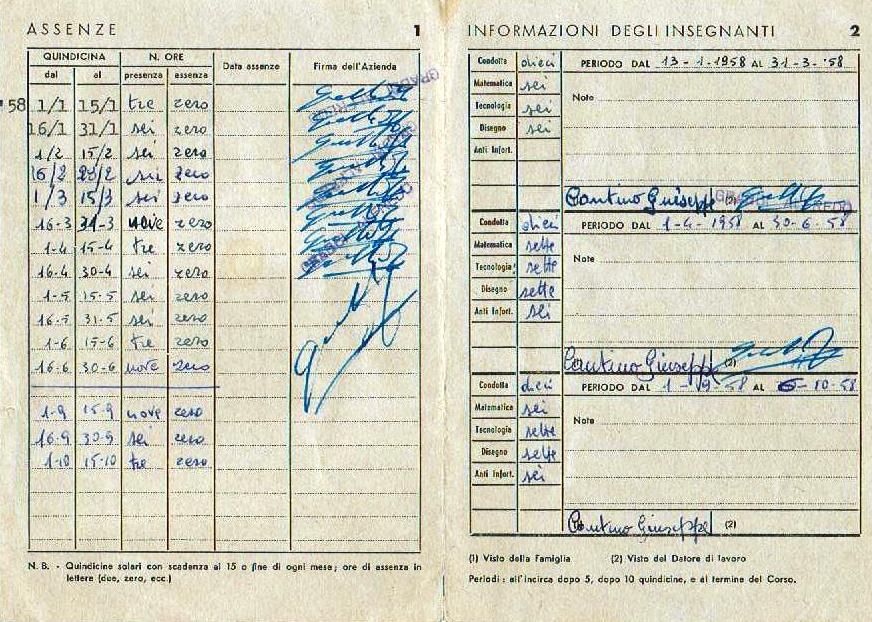 ASSENZE 1
QUINDICINA N. ORE Data assenze Firma dell'Azienda
dal al presenza assenza
'58 1/1 15/1 tre zero
16/1 31/1 sei zero
1/2 15/2 sei zero
16/2 28/2 sei zero
1/3 15/3 sei zero
16-3 31-3 nove zero
1-4 15-4 tre zero
16-4 30-4 sei zero
1-5 15-5 sei zero
16-5 31-5 sei zero
1-6 15-6 tre zero
16-6 30-6 nove zero
1-9 15-9 nove zero
16-9 30-9 sei zero
1-10 15-10 tre zero
N. B. - Quindicine solari con scadenza al 15 o fine di ogni mese; ore di assenza in
lettere (due, zero, ecc.)
INFORMAZIONI DEGLI INSEGNANTI 2
Condotta dieci PERIODO DAL 13-1-1958 AL 31-3-'58
Matematica sei
Note
Tecnologia sei
Disegno sei
Anti Infort.
Cantino Giuseppe (2)
Condotta dieci PERIODO DAL 1-4-1958 AL 30-6-58
Matematica sette
Note
Tecnologia sette
Disegno sette
Anti Infort. sei
Cantino Giuseppe (2)
Condotta dieci PERIODO DAL 1-9-58 AL 10-58
Matematica sei
Note
Tecnologia sette
Disegno sette
Anti Infort. sei
Cantino Giuseppe (2)
(1) Visto della Famiglia (2) Visto del Datore di lavoro
Periodi: all'incirca dopo 5, dopo 10 quindicine, e al termine del Corso.